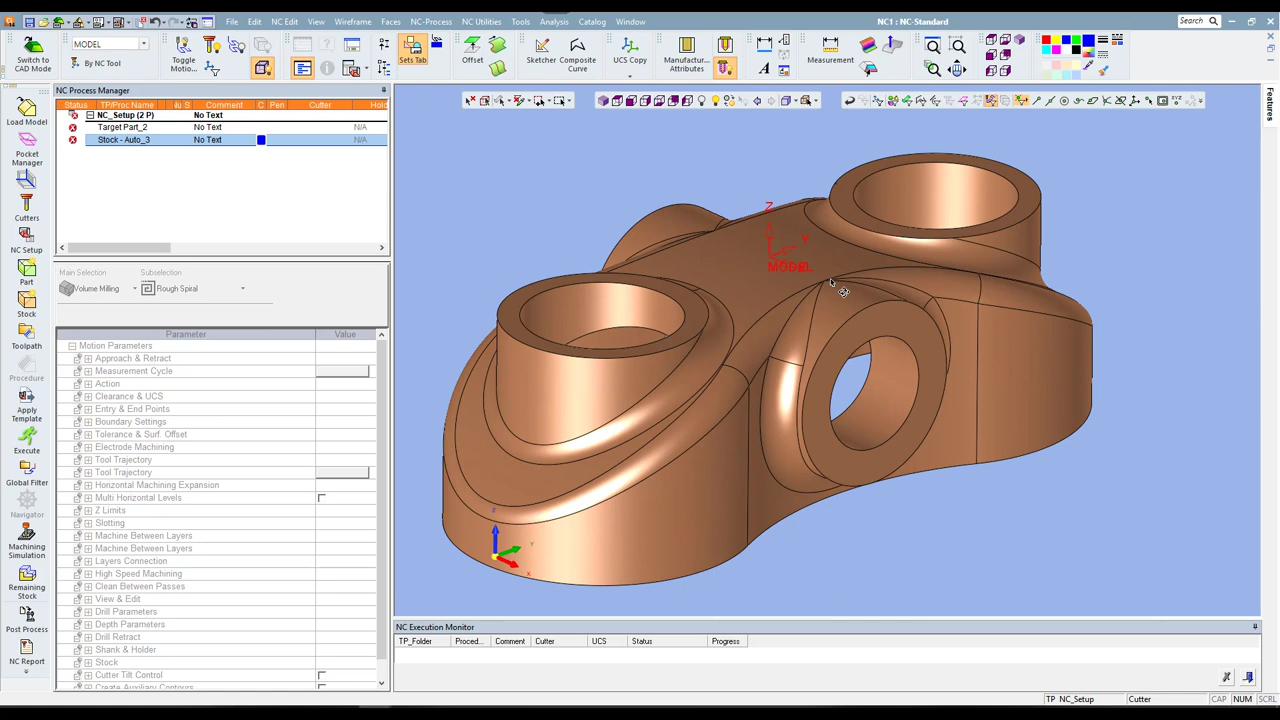 File Edit NC Edit View Wireframe Faces NC-Process NC Utilities Tools Analysis Catalog Window NC1 : NC-Standard Search
Switch to CAD Mode
MODEL
By NC Tool
Toggle Motion...
Sets Tab
Offset
Sketcher
Composite Curve
UCS Copy
Manufactur... Attributes
A
Measurement
NC Process Manager
Status TP/Proc Name Nu S Comment C Pen Cutter Hold
NC_Setup (2 P) No Text
Target Part_2 No Text N/A
Stock - Auto_3 No Text N/A
Load Model
Pocket Manager
Cutters
NC Setup
Part
Stock
Toolpath
Procedure
Apply Template
Execute
Global Filter
Navigator
Machining Simulation
Remaining Stock
Post Process
NC Report
Main Selection Subselection
Volume Milling Rough Spiral
Parameter Value
Motion Parameters
Approach & Retract
Measurement Cycle
Action
Clearance & UCS
Entry & End Points
Boundary Settings
Tolerance & Surf. Offset
Electrode Machining
Tool Trajectory
Tool Trajectory
Horizontal Machining Expansion
Multi Horizontal Levels
Z Limits
Slotting
Machine Between Layers
Machine Between Layers
Layers Connection
High Speed Machining
Clean Between Passes
View & Edit
Drill Parameters
Depth Parameters
Drill Retract
Shank & Holder
Stock
Cutter Tilt Control
Create Auxiliary Contours
Z
Y
MODEL
Z
Y
X
Features
NC Execution Monitor
TP_Folder Proced... Comment Cutter UCS Status Progress
TP NC_Setup Cutter CAP NUM SCRL